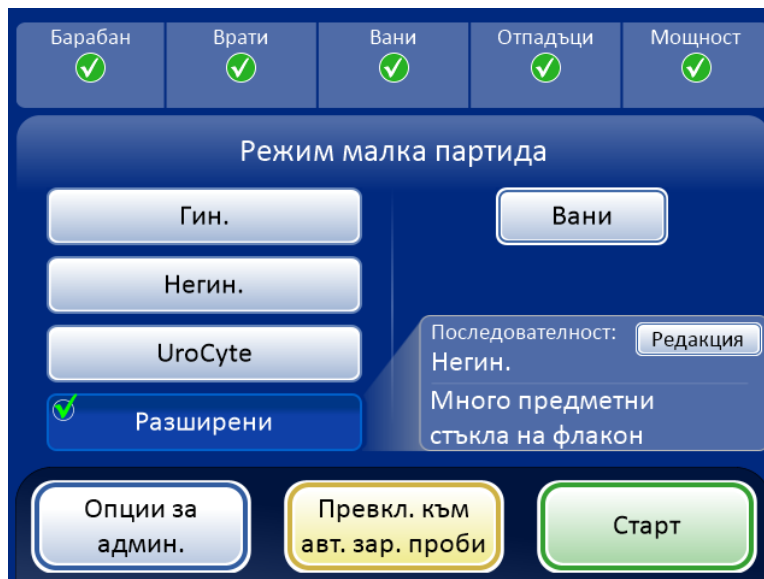 Барабан
Врати
Вани
Отпадъци
Мощност
Режим малка партида
Гин.
Вани
Негин.
UroCyte
Последователност:
Редакция
Негин.
Разширени
Много предметни
стъкла на флакон
Опции за
админ.
Превкл. към
авт. зар. проби
Старт